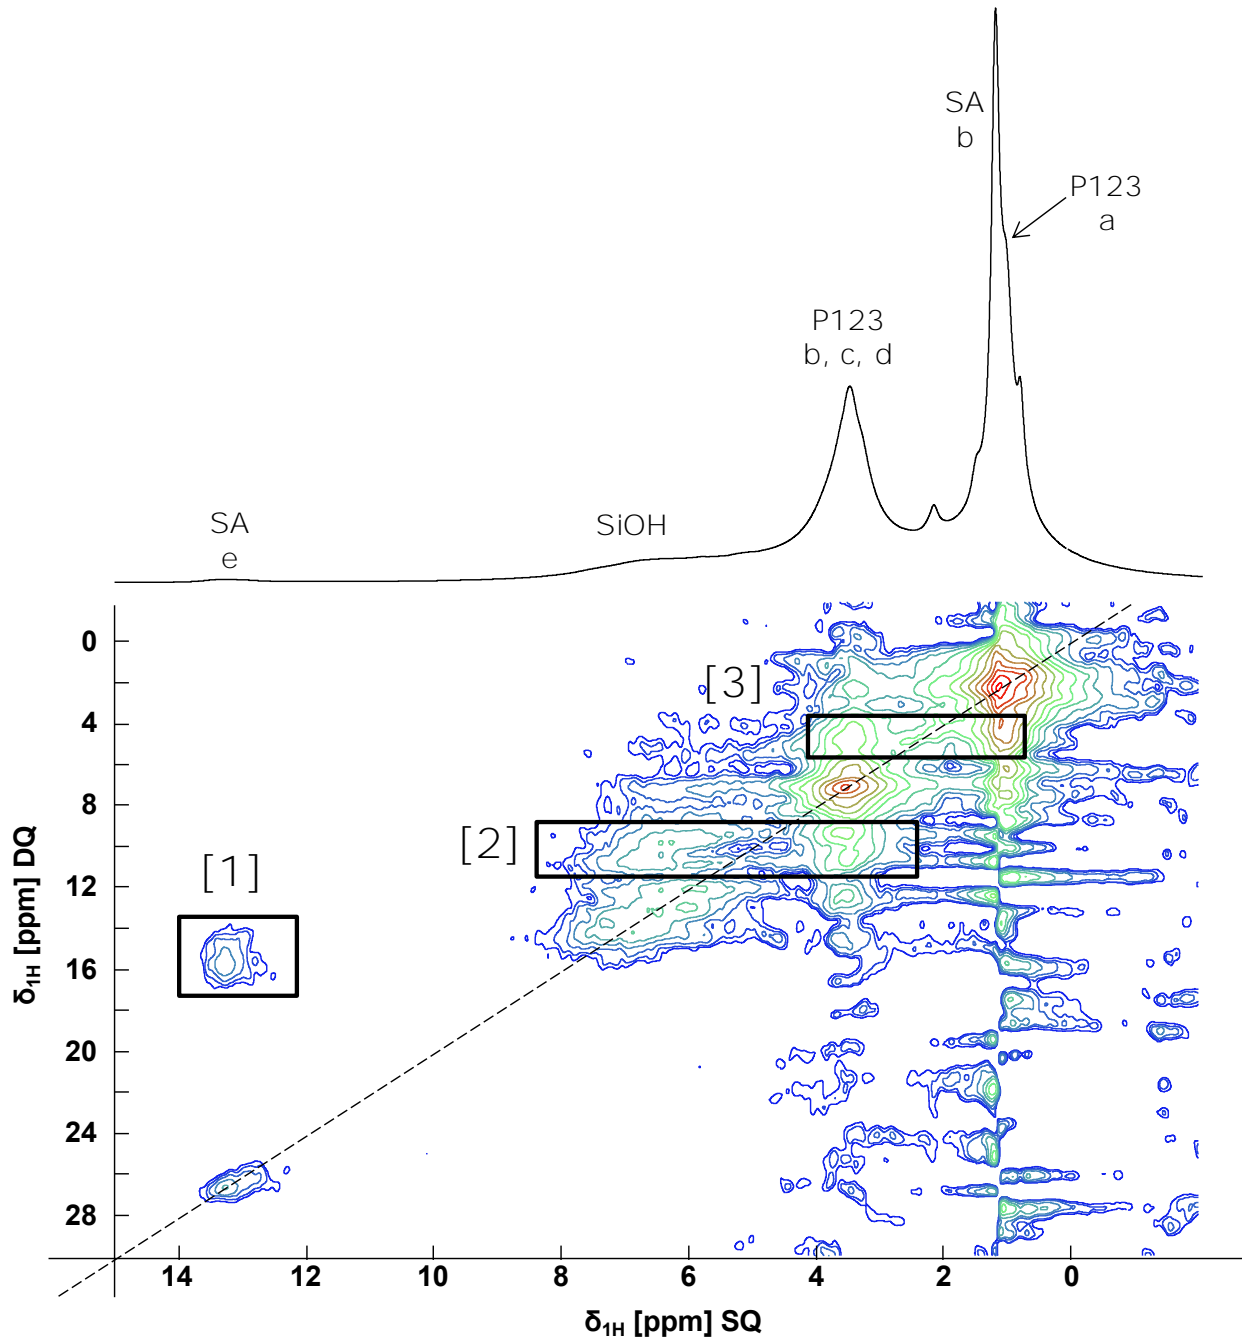 SA
b
P123
a
P123
b, c, d
SA
e
SiOH
0
4
8
12
16
20
24
28
δ1H [ppm] DQ
[3]
[2]
[1]
14
12
10
8
6
4
2
0
δ1H [ppm] SQ